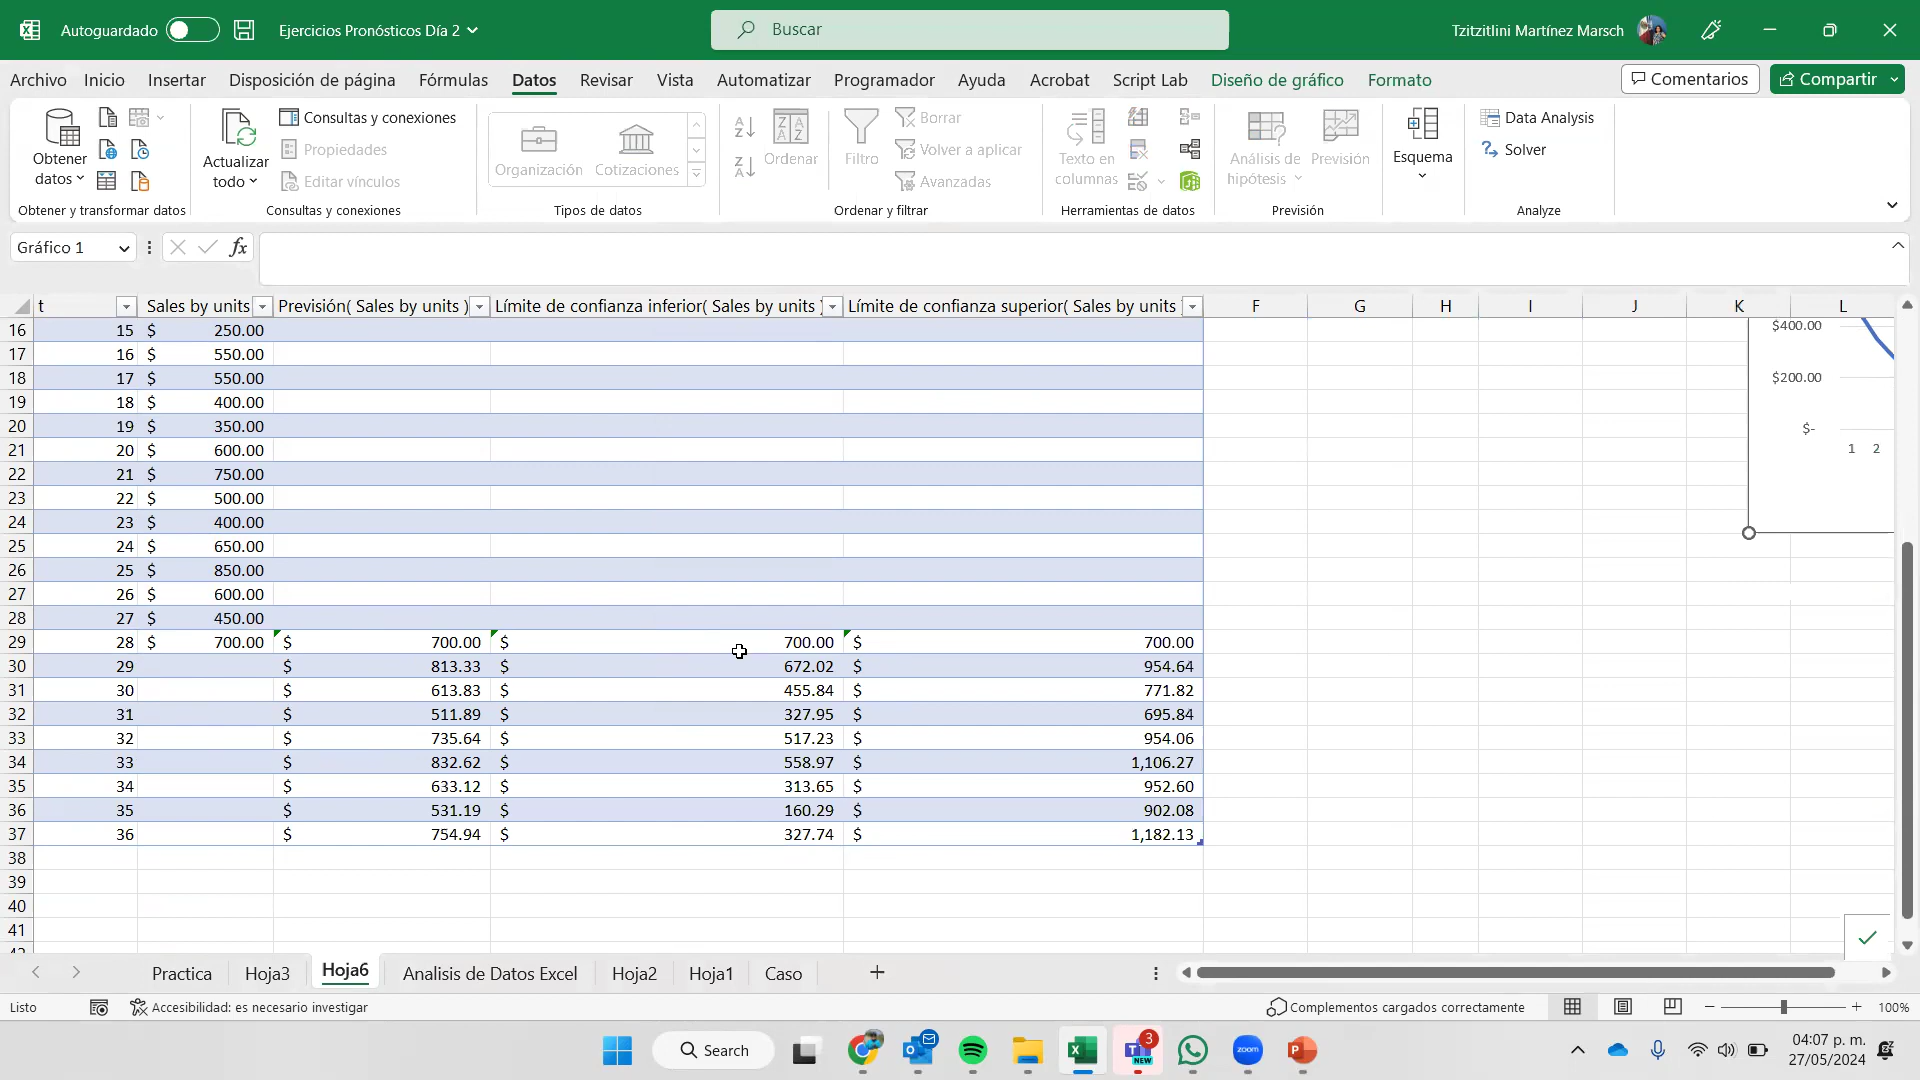 Autoguardado Ejercicios Pronósticos Día 2 Buscar Tzitzitlini Martínez Marsch
Archivo Inicio Insertar Disposición de página Fórmulas Datos Revisar Vista Automatizar Programador Ayuda Acrobat Script Lab Diseño de gráfico Formato Comentarios Compartir
Obtener datos
Actualizar todo
Consultas y conexiones
Propiedades
Editar vínculos
Organización Cotizaciones
Ordenar
Filtro
Borrar
Volver a aplicar
Avanzadas
Texto en columnas
Análisis de hipótesis
Previsión
Esquema
Data Analysis
Solver
Obtener y transformar datos Consultas y conexiones Tipos de datos Ordenar y filtrar Herramientas de datos Previsión Analyze
Gráfico 1 fx
t Sales by units Previsión( Sales by units ) Límite de confianza inferior( Sales by units ) Límite de confianza superior( Sales by units F G H I J K L
16 15 $ 250.00
17 16 $ 550.00
18 17 $ 550.00
19 18 $ 400.00
20 19 $ 350.00
21 20 $ 600.00
22 21 $ 750.00
23 22 $ 500.00
24 23 $ 400.00
25 24 $ 650.00
26 25 $ 850.00
27 26 $ 600.00
28 27 $ 450.00
29 28 $ 700.00 $ 700.00 $ 700.00 $ 700.00
30 29 $ 813.33 $ 672.02 $ 954.64
31 30 $ 613.83 $ 455.84 $ 771.82
32 31 $ 511.89 $ 327.95 $ 695.84
33 32 $ 735.64 $ 517.23 $ 954.06
34 33 $ 832.62 $ 558.97 $ 1,106.27
35 34 $ 633.12 $ 313.65 $ 952.60
36 35 $ 531.19 $ 160.29 $ 902.08
37 36 $ 754.94 $ 327.74 $ 1,182.13
38
39
40
41
$400.00
$200.00
$-
1 2
Practica Hoja3 Hoja6 Analisis de Datos Excel Hoja2 Hoja1 Caso
Listo Accesibilidad: es necesario investigar Complementos cargados correctamente 100%
Search 3 NEW zoom
04:07 p. m.
27/05/2024